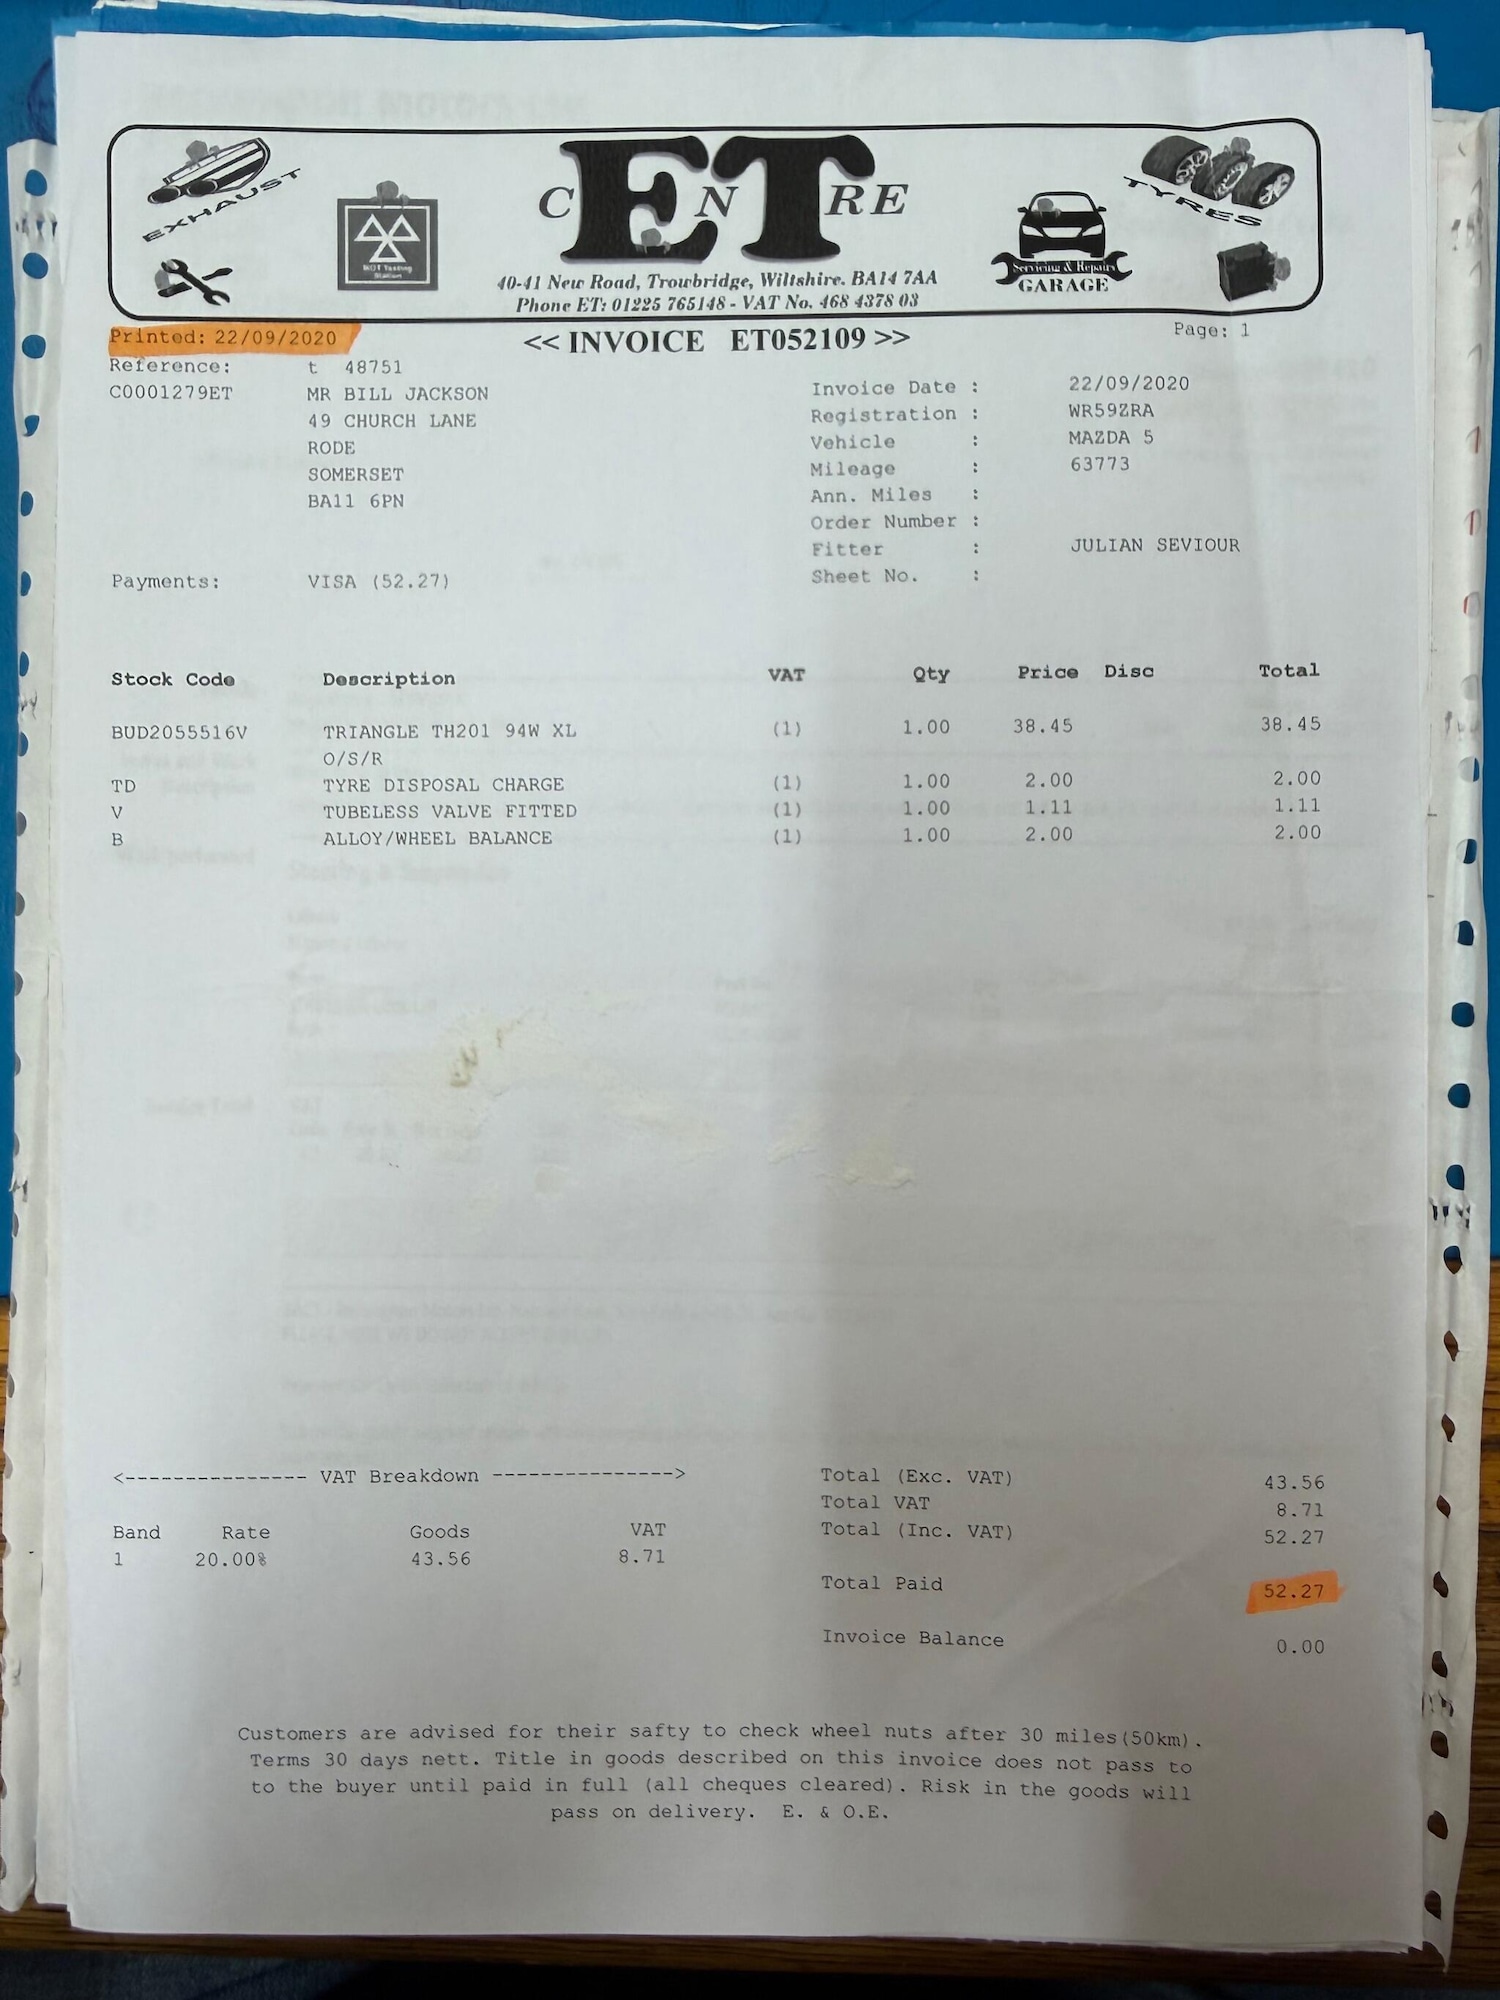 EXHAUST
MOT Testing
Station
CENTRE
ET
Servicing & Repairs
GARAGE
TYRES
40-41 New Road, Trowbridge, Wiltshire. BA14 7AA
Phone ET: 01225 765148 - VAT No. 468 4378 03
Printed: 22/09/2020
<< INVOICE ET052109 >>
Page: 1
Reference: t 48751
C0001279ET MR BILL JACKSON
49 CHURCH LANE
RODE
SOMERSET
BA11 6PN
Invoice Date : 22/09/2020
Registration : WR59ZRA
Vehicle : MAZDA 5
Mileage : 63773
Ann. Miles :
Order Number :
Fitter : JULIAN SEVIOUR
Sheet No. :
Payments: VISA (52.27)
Stock Code Description VAT Qty Price Disc Total
BUD2055516V TRIANGLE TH201 94W XL (1) 1.00 38.45 38.45
O/S/R
TD TYRE DISPOSAL CHARGE (1) 1.00 2.00 2.00
V TUBELESS VALVE FITTED (1) 1.00 1.11 1.11
B ALLOY/WHEEL BALANCE (1) 1.00 2.00 2.00
<--------------- VAT Breakdown --------------->
Band Rate Goods VAT
1 20.00% 43.56 8.71
Total (Exc. VAT) 43.56
Total VAT 8.71
Total (Inc. VAT) 52.27
Total Paid 52.27
Invoice Balance 0.00
Customers are advised for their safty to check wheel nuts after 30 miles(50km).
Terms 30 days nett. Title in goods described on this invoice does not pass to
to the buyer until paid in full (all cheques cleared). Risk in the goods will
pass on delivery. E. & O.E.